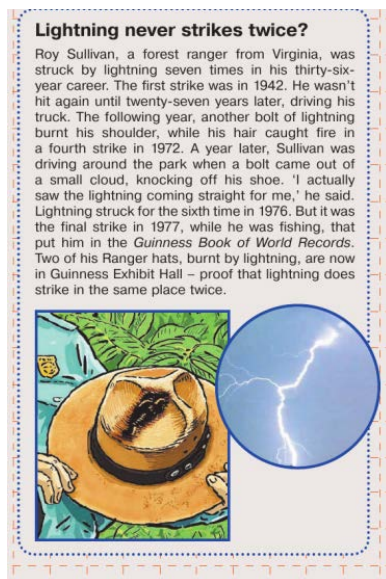 Lightning never strikes twice?
Roy Sullivan, a forest ranger from Virginia, was
struck by lightning seven times in his thirty-six-
year career. The first strike was in 1942. He wasn't
hit again until twenty-seven years later, driving his
truck. The following year, another bolt of lightning
burnt his shoulder, while his hair caught fire in
a fourth strike in 1972. A year later, Sullivan was
driving around the park when a bolt came out of
a small cloud, knocking off his shoe. 'I actually
saw the lightning coming straight for me,' he said.
Lightning struck for the sixth time in 1976. But it was
the final strike in 1977, while he was fishing, that
put him in the Guinness Book of World Records.
Two of his Ranger hats, burnt by lightning, are now
in Guinness Exhibit Hall – proof that lightning does
strike in the same place twice.